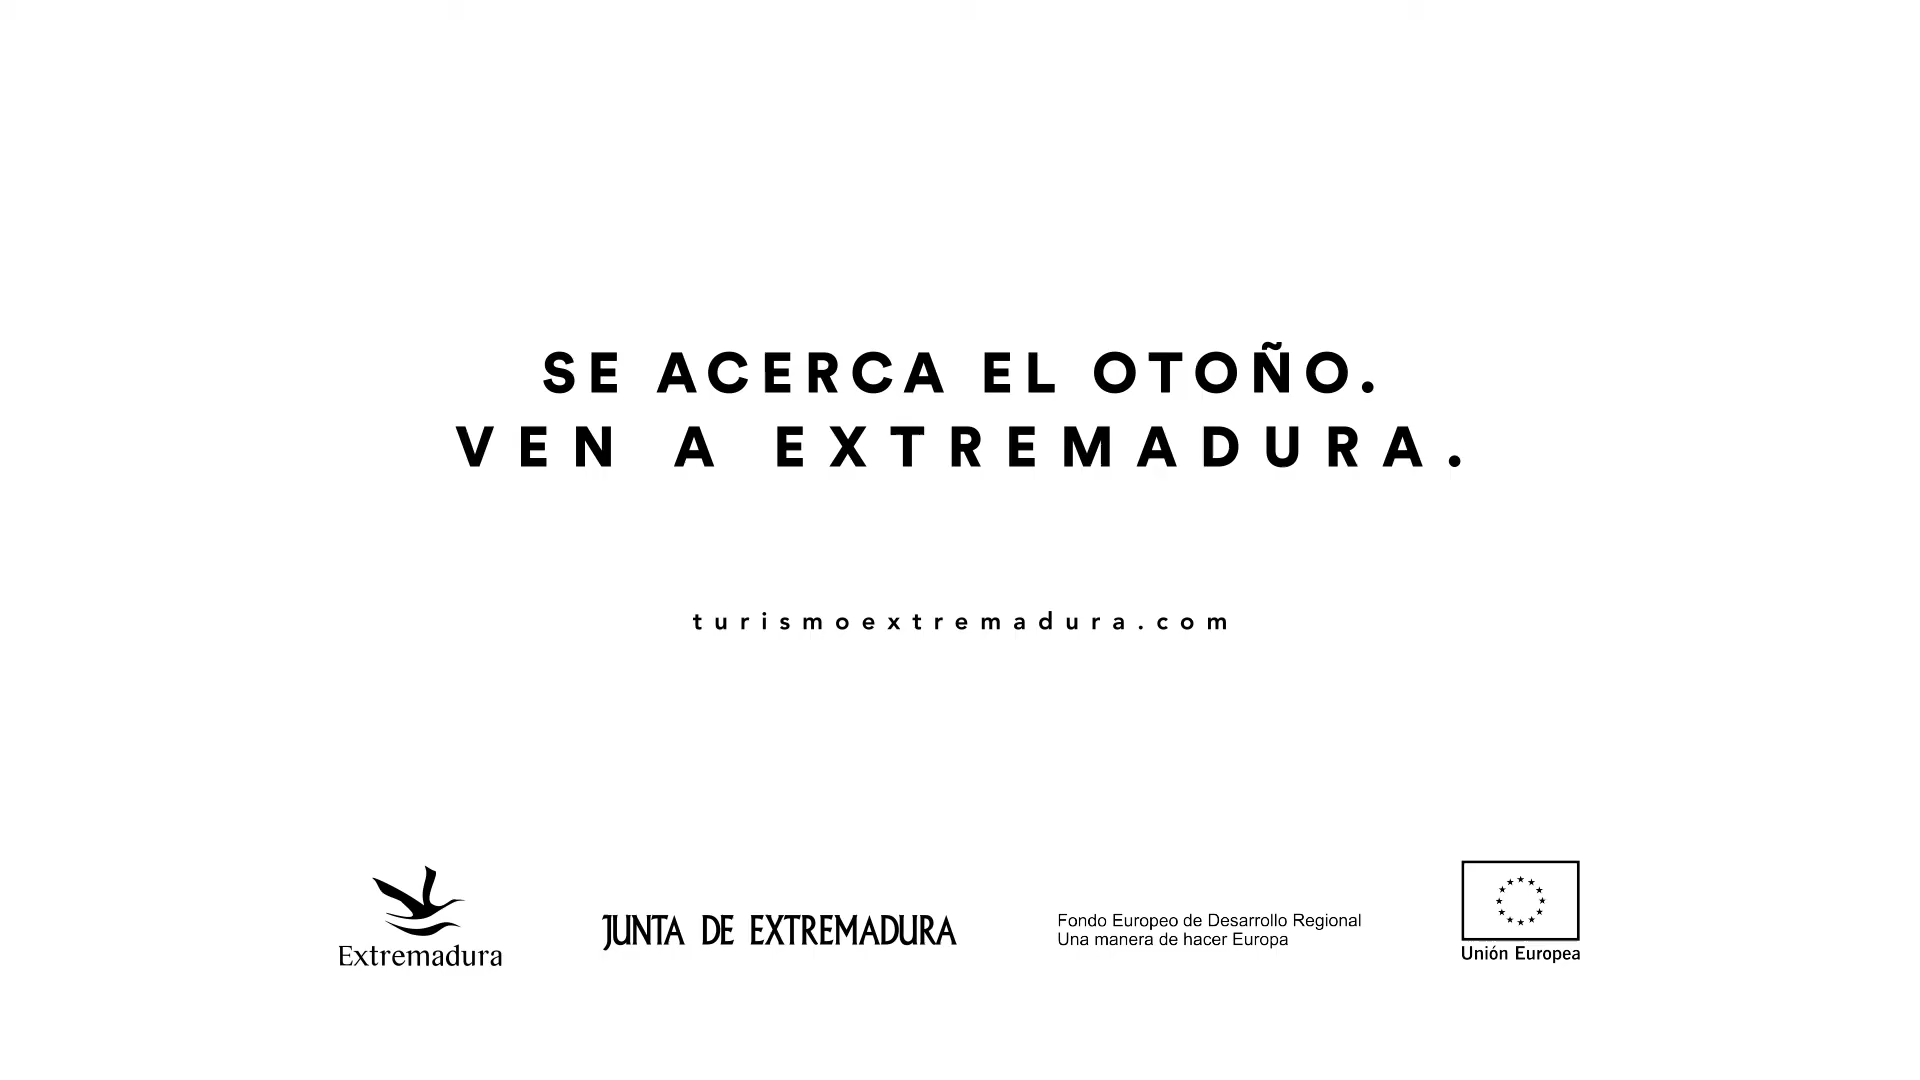 SE ACERCA EL OTOÑO.
VEN A EXTREMADURA.
turismoextremadura.com
Extremadura
JUNTA DE EXTREMADURA
Fondo Europeo de Desarrollo Regional
Una manera de hacer Europa
Unión Europea